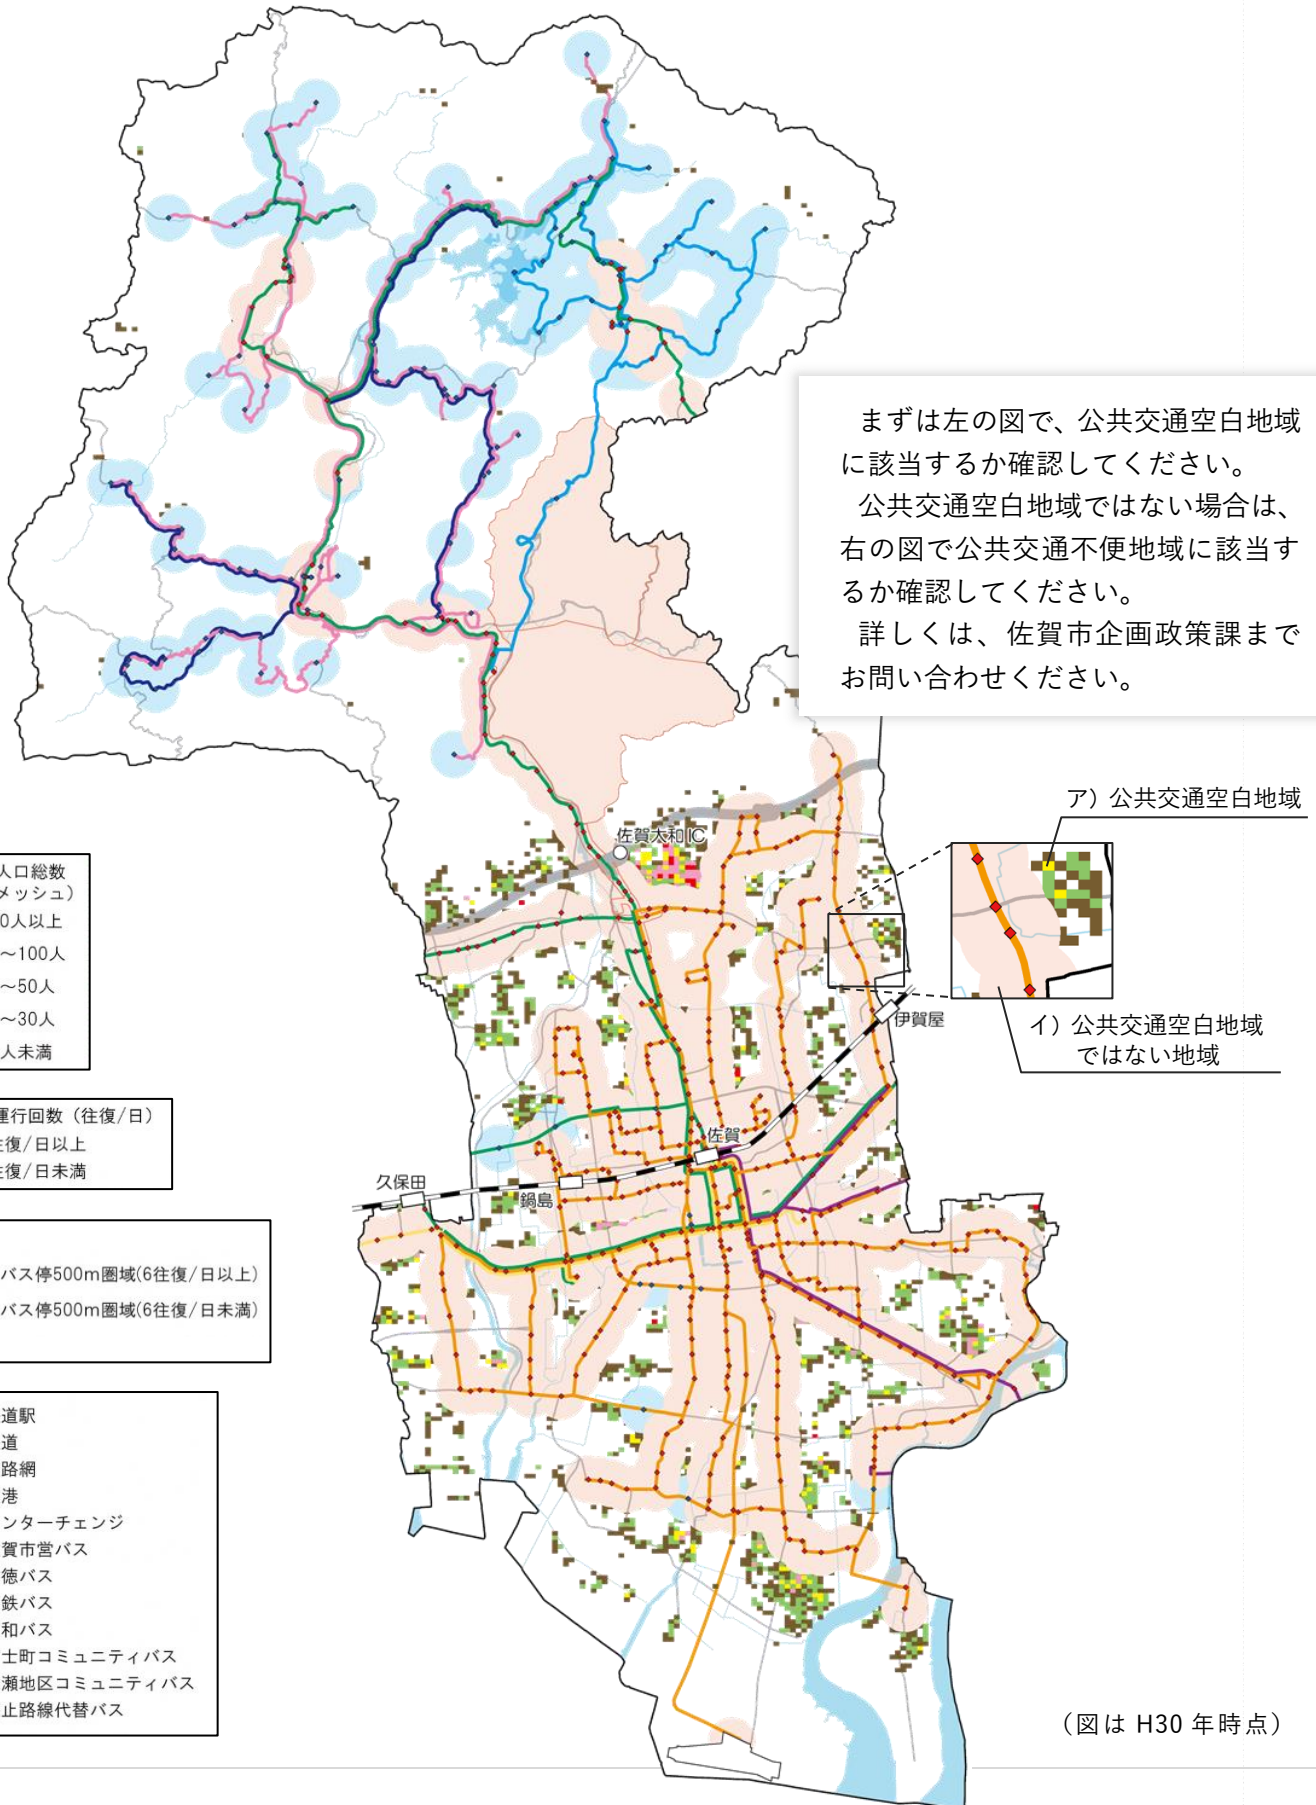 まずは左の図で、公共交通空白地域
に該当するか確認してください。
公共交通空白地域ではない場合は、
右の図で公共交通不便地域に該当す
るか確認してください。
詳しくは、佐賀市企画政策課まで
お問い合わせください。
ア）公共交通空白地域
イ）公共交通空白地域
ではない地域
佐賀大和IC
伊賀屋
佐賀
久保田
鍋島
人口総数
メッシュ）
0人以上
～100人
～50人
～30人
人未満
運行回数（往復/日）
往復/日以上
往復/日未満
バス停500m圏域(6往復/日以上)
バス停500m圏域(6往復/日未満)
道駅
道
路網
港
ンターチェンジ
賀市営バス
徳バス
鉄バス
和バス
士町コミュニティバス
瀬地区コミュニティバス
止路線代替バス
（図は H30 年時点）